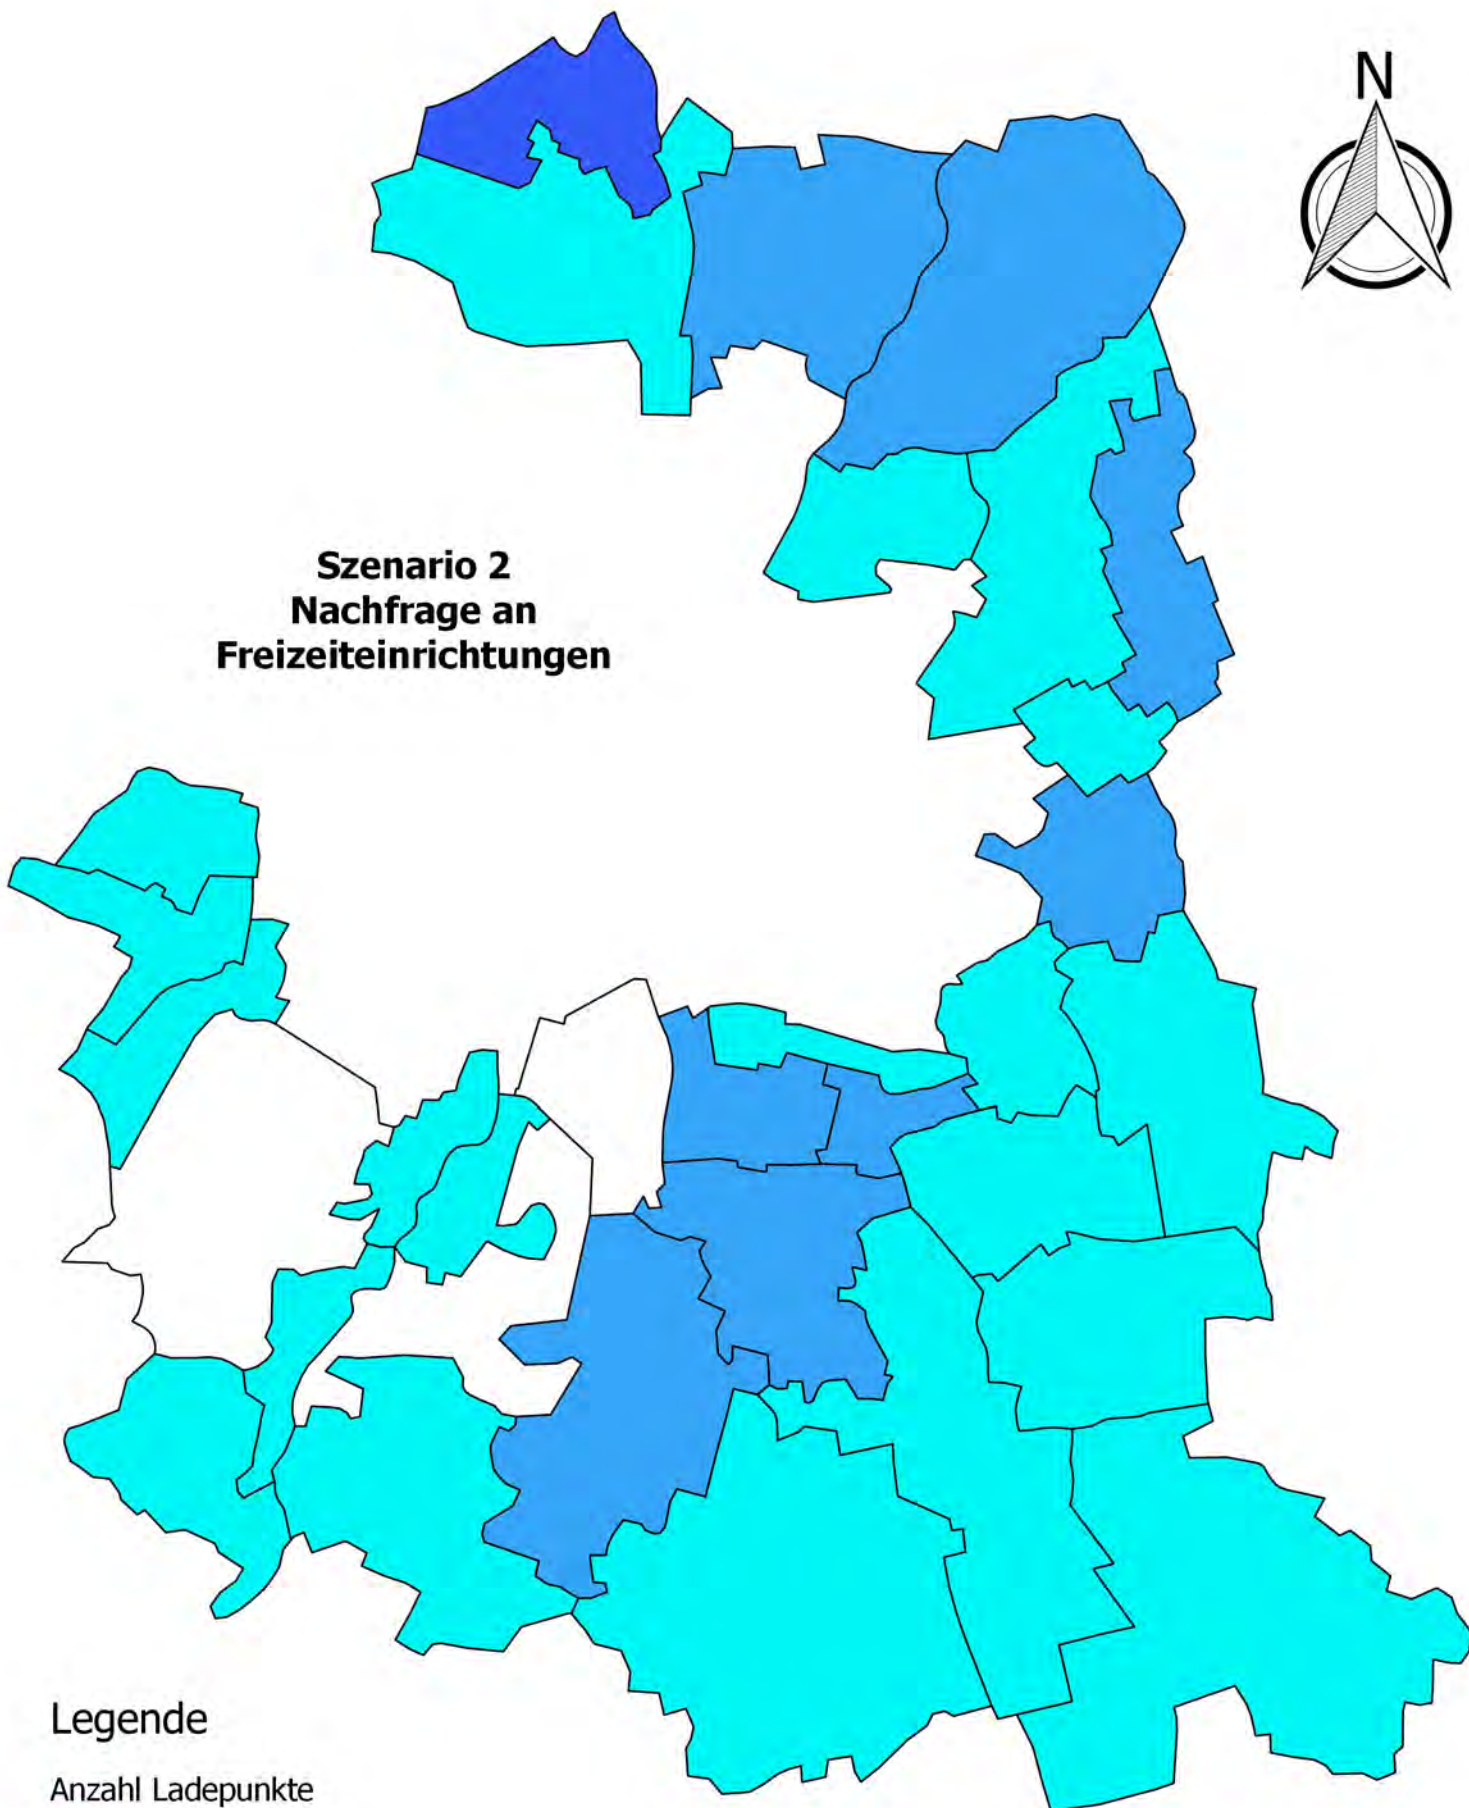 N
Szenario 2
Nachfrage an
Freizeiteinrichtungen
Legende
Anzahl Ladepunkte